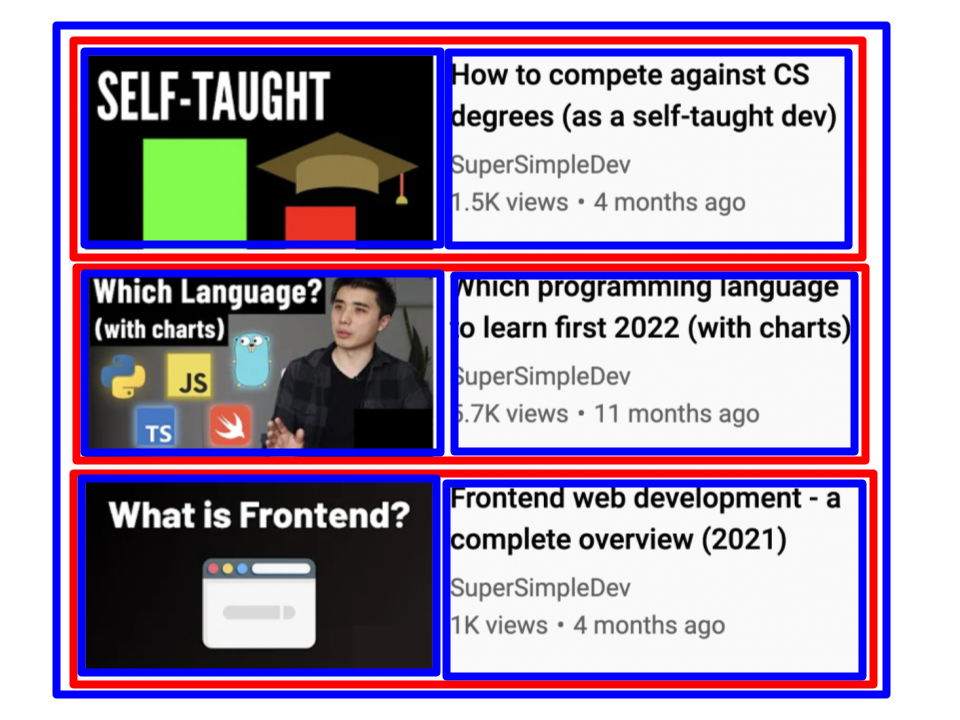 SELF-TAUGHT
How to compete against CS
degrees (as a self-taught dev)
SuperSimpleDev
1.5K views • 4 months ago
Which Language?
(with charts)
JS
TS
Which programming language
to learn first 2022 (with charts)
SuperSimpleDev
5.7K views • 11 months ago
What is Frontend?
Frontend web development - a
complete overview (2021)
SuperSimpleDev
1K views • 4 months ago